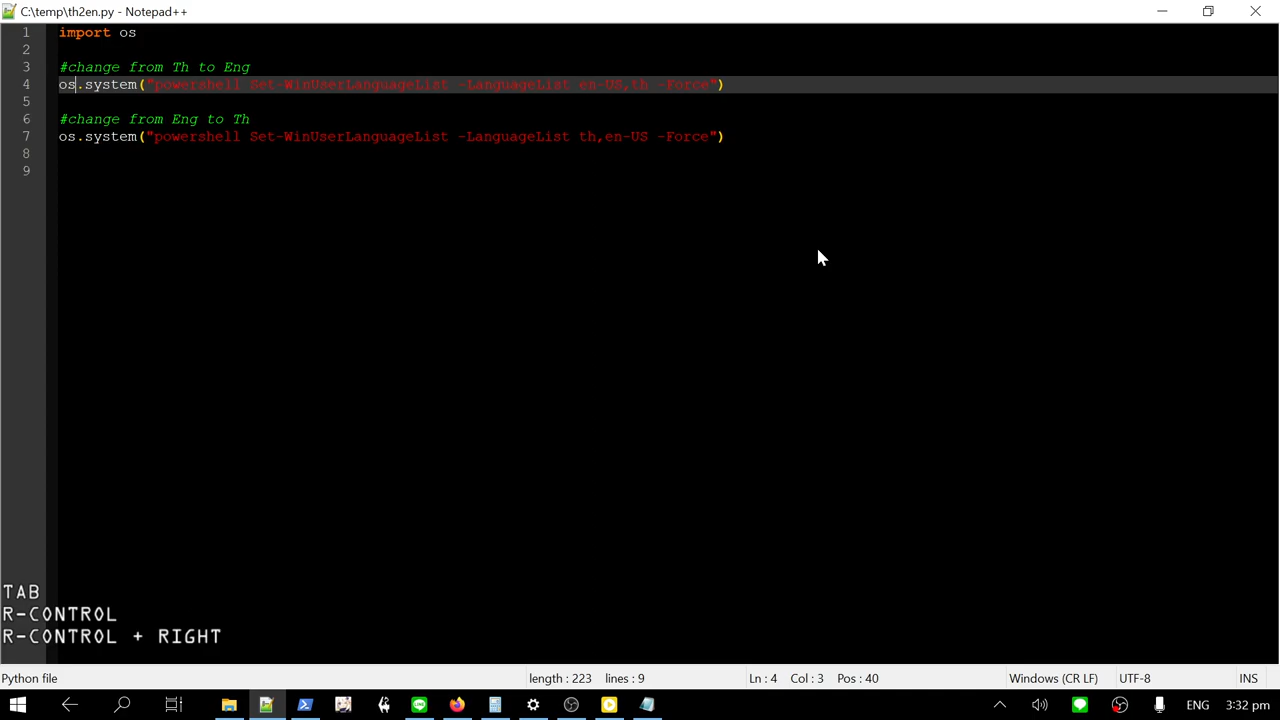 C:\temp\th2en.py - Notepad++
1 import os
2
3 #change from Th to Eng
4 os.system("powershell Set-WinUserLanguageList -LanguageList en-US,th -Force")
5
6 #change from Eng to Th
7 os.system("powershell Set-WinUserLanguageList -LanguageList th,en-US -Force")
8
9
TAB
R-CONTROL
R-CONTROL + RIGHT
Python file length : 223 lines : 9 Ln : 4 Col : 3 Pos : 40 Windows (CR LF) UTF-8 INS
ENG 3:32 pm